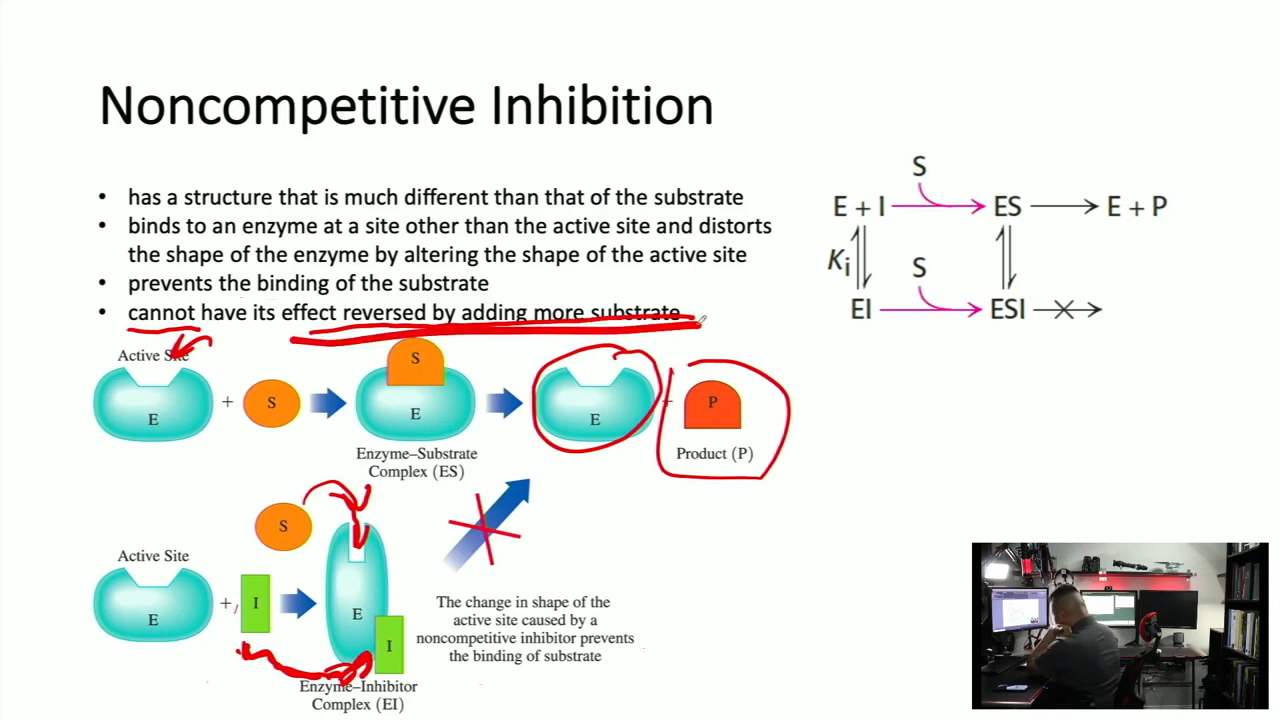 Noncompetitive Inhibition
• has a structure that is much different than that of the substrate
• binds to an enzyme at a site other than the active site and distorts
the shape of the enzyme by altering the shape of the active site
• prevents the binding of the substrate
• cannot have its effect reversed by adding more substrate
S
E + I ES E + P
Ki
S
EI ESI
Active Site
E
+
S
S
E
Enzyme–Substrate
Complex (ES)
E
+
P
Product (P)
S
Active Site
E
+
I
E
I
Enzyme–Inhibitor
Complex (EI)
The change in shape of the
active site caused by a
noncompetitive inhibitor prevents
the binding of substrate